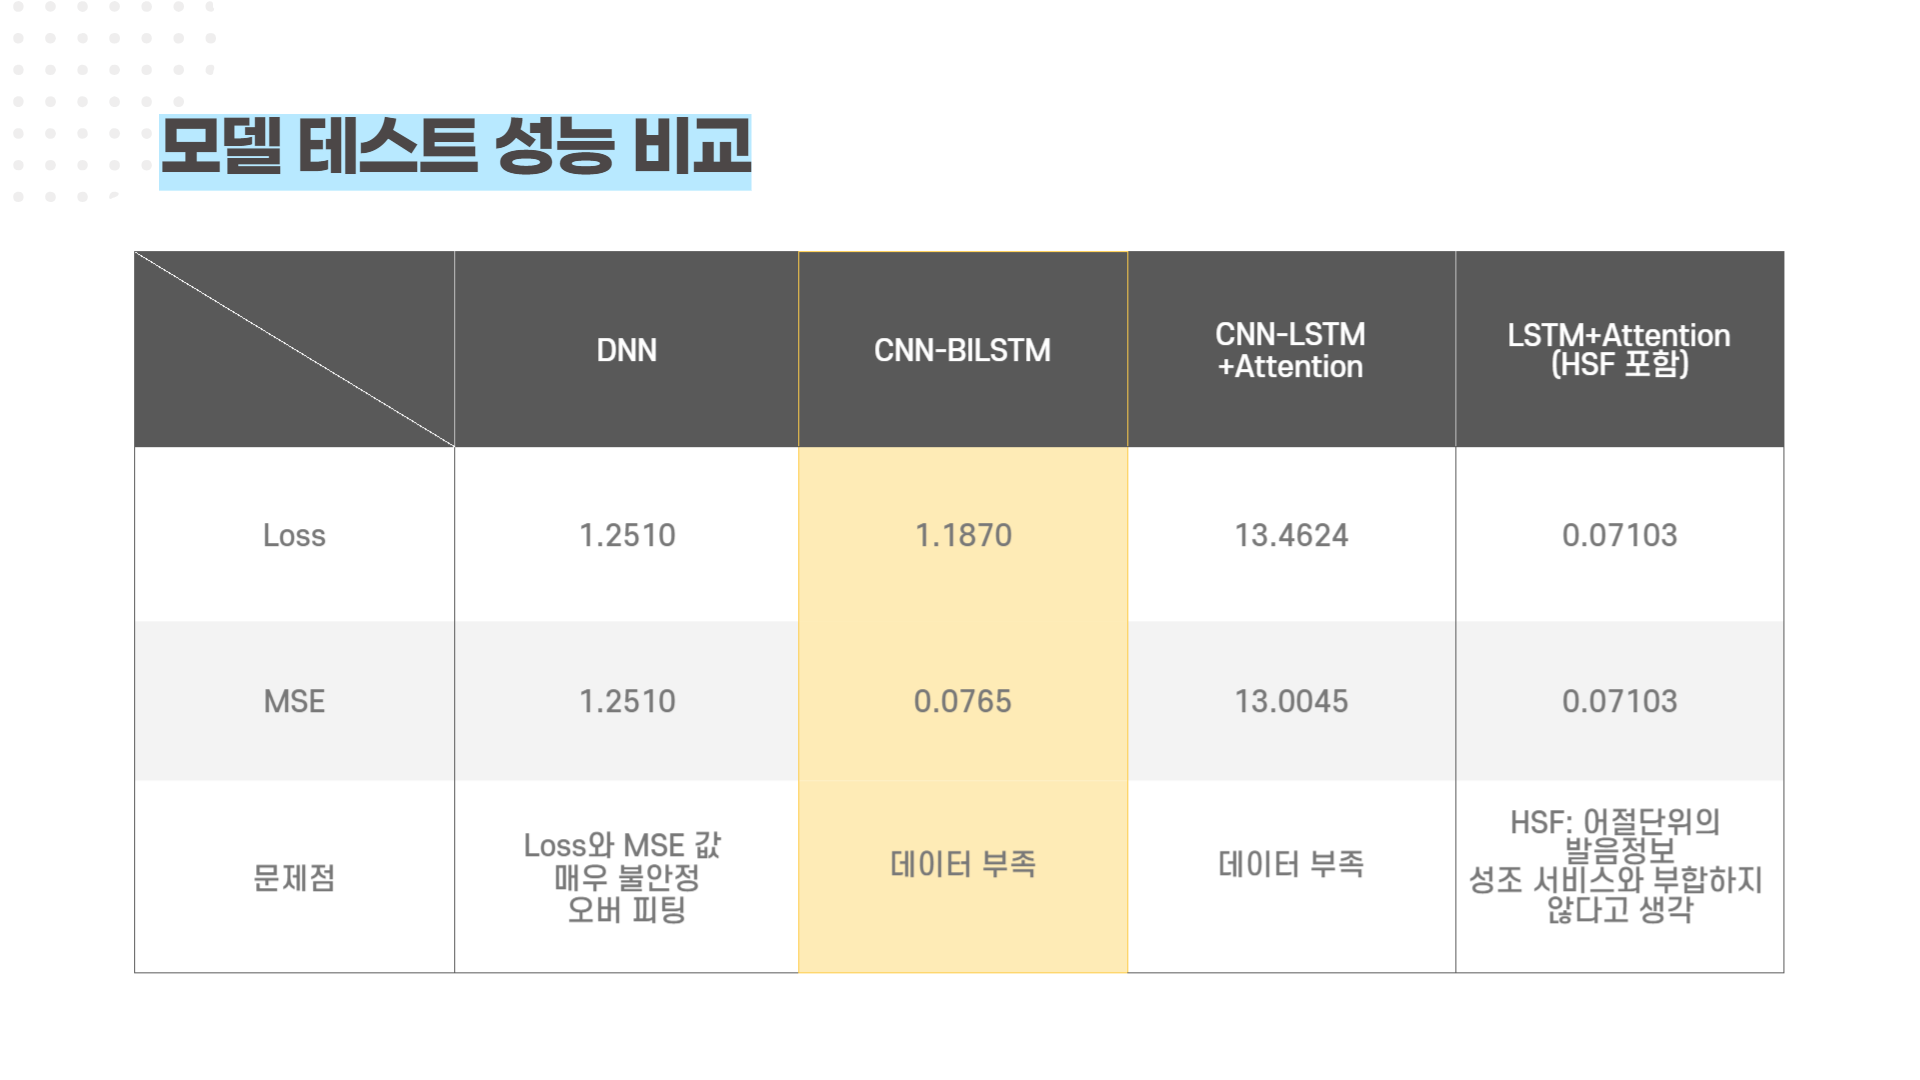 모델 테스트 성능 비교
DNN
CNN-BILSTM
CNN-LSTM
+Attention
LSTM+Attention
(HSF 포함)
Loss
1.2510
1.1870
13.4624
0.07103
MSE
1.2510
0.0765
13.0045
0.07103
문제점
Loss와 MSE 값
매우 불안정
오버 피팅
데이터 부족
데이터 부족
HSF: 어절단위의
발음정보
성조 서비스와 부합하지
않다고 생각